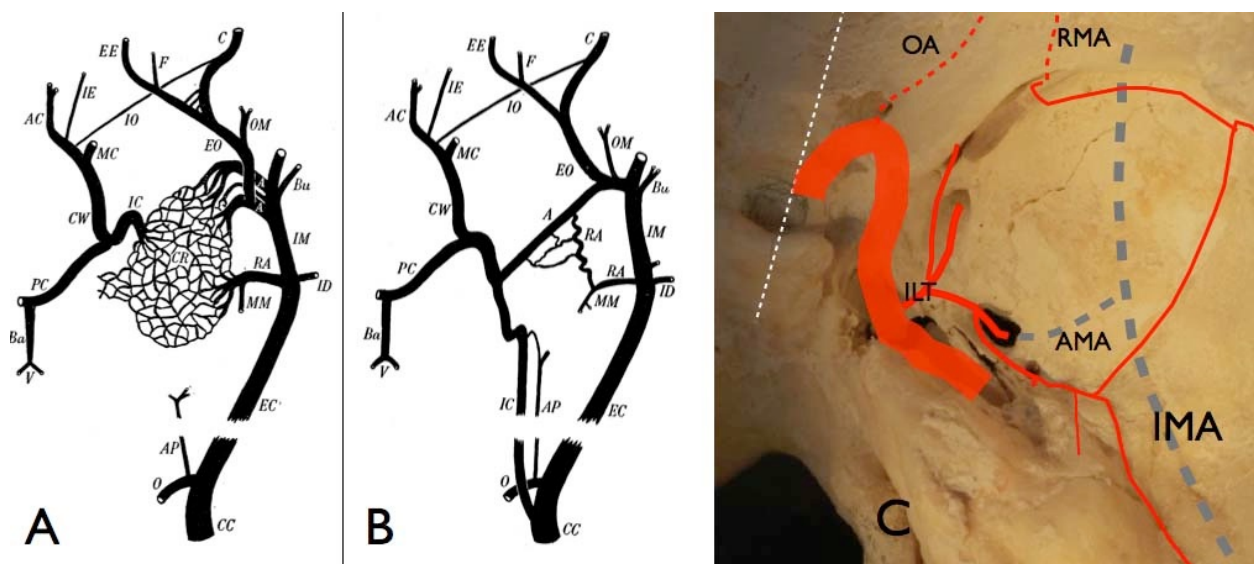 EE
F
C
IE
AC
IO
OM
EO
MC
A
Bu
A
IC
CW
IM
CR
PC
RA
ID
MM
Ba
V
EC
AP
O
CC
A
EE
F
C
IE
AC
IO
OM
MC
EO
Bu
CW
A
RA
IM
PC
RA
ID
MM
Ba
V
IC
AP
EC
O
CC
B
OA
RMA
ILT
AMA
IMA
C